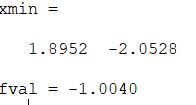 xmin =
1.8952 -2.0528
fval = -1.0040